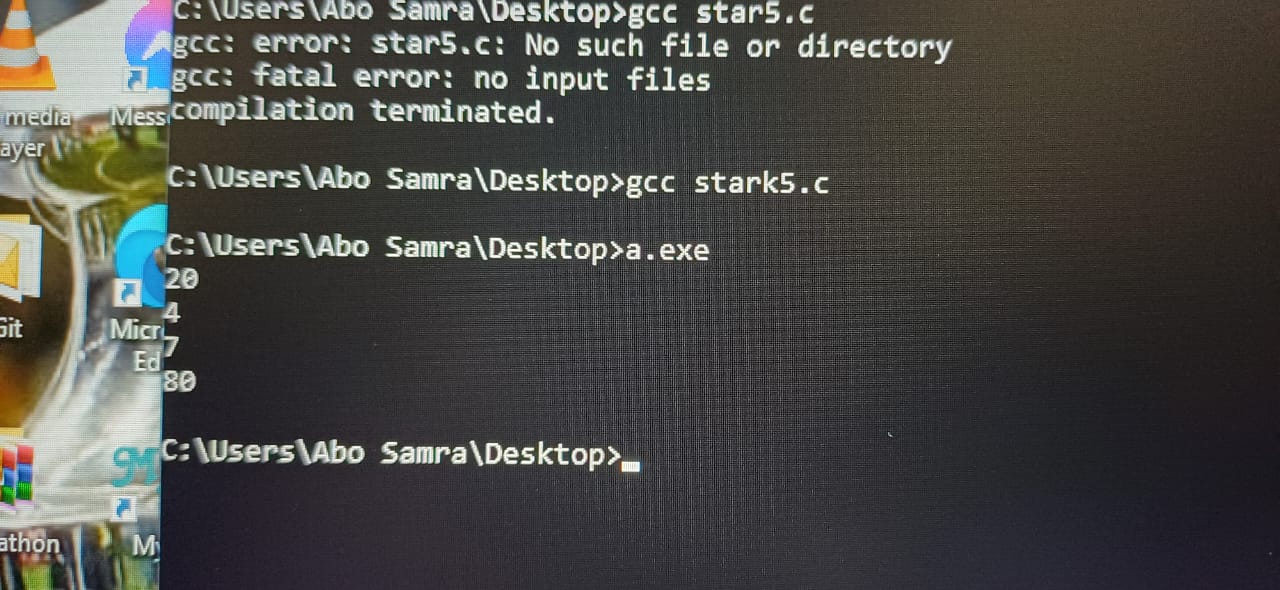 C:\Users\Abo Samra\Desktop>gcc star5.c
gcc: error: star5.c: No such file or directory
gcc: fatal error: no input files
compilation terminated.
C:\Users\Abo Samra\Desktop>gcc stark5.c
C:\Users\Abo Samra\Desktop>a.exe
20
4
7
80
C:\Users\Abo Samra\Desktop>
media
ayer
Mess
Git
Micr
Ed
athon
My